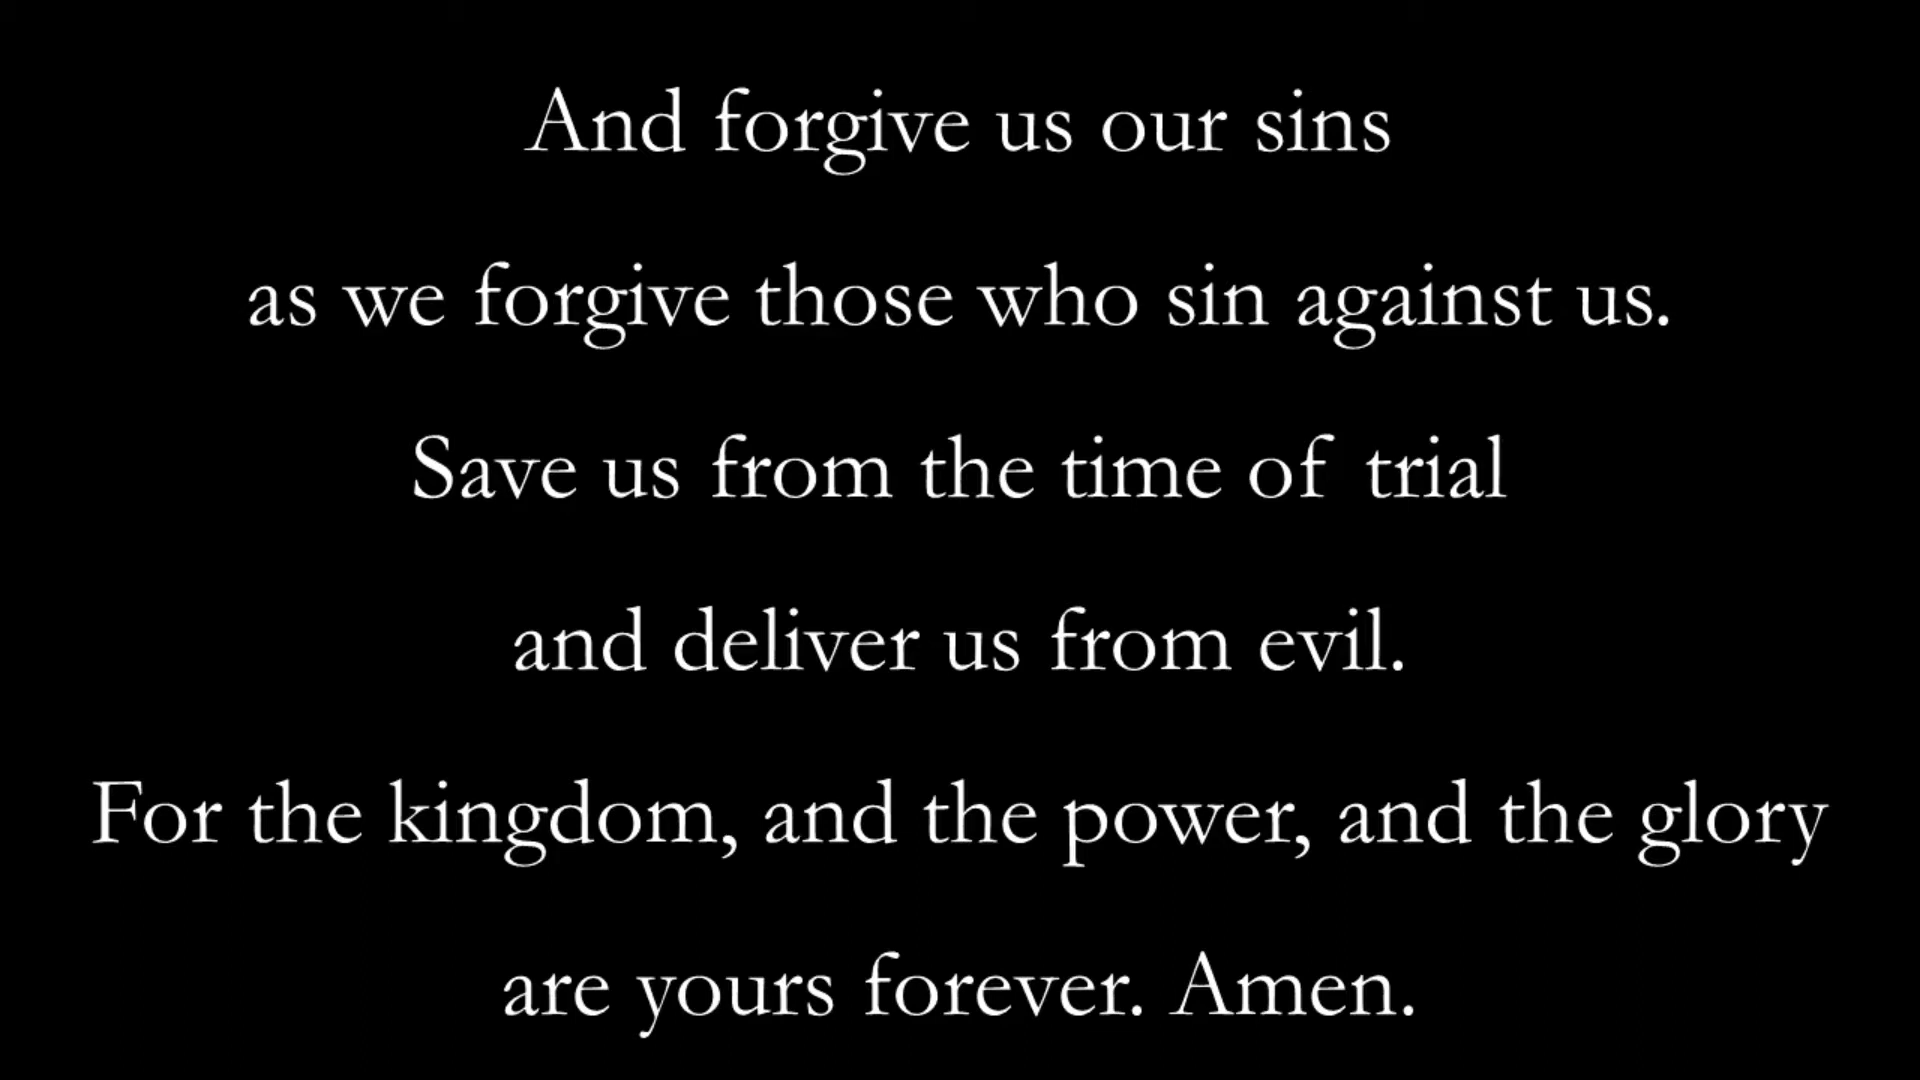 And forgive us our sins
as we forgive those who sin against us.
Save us from the time of trial
and deliver us from evil.
For the kingdom, and the power, and the glory
are yours forever. Amen.